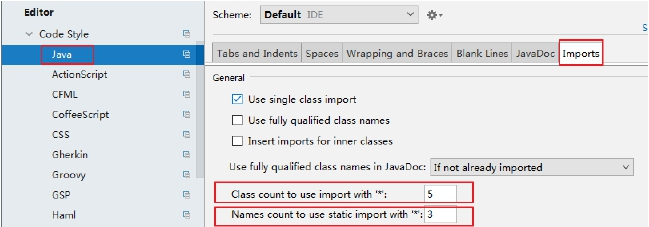 Editor
Code Style
Java
ActionScript
CFML
CoffeeScript
CSS
Gherkin
Groovy
GSP
Haml
Scheme: Default IDE
S
Tabs and Indents Spaces Wrapping and Braces Blank Lines JavaDoc Imports
General
Use single class import
Use fully qualified class names
Insert imports for inner classes
Use fully qualified class names in JavaDoc: If not already imported
Class count to use import with '*': 5
Names count to use static import with '*': 3